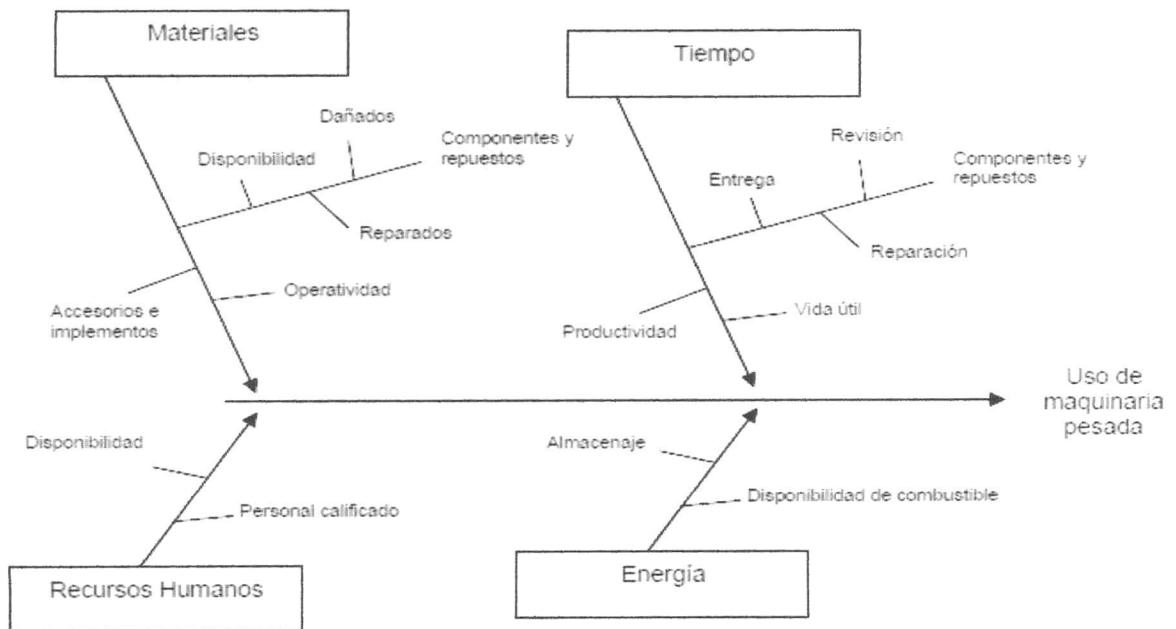 Materiales
Tiempo
Dañados
Disponibilidad
Componentes y
repuestos
Reparados
Accesorios e
implementos
Operatividad
Revisión
Entrega
Componentes y
repuestos
Reparación
Productividad
Vida útil
Uso de
maquinaria
pesada
Disponibilidad
Personal calificado
Almacenaje
Disponibilidad de combustible
Recursos Humanos
Energía